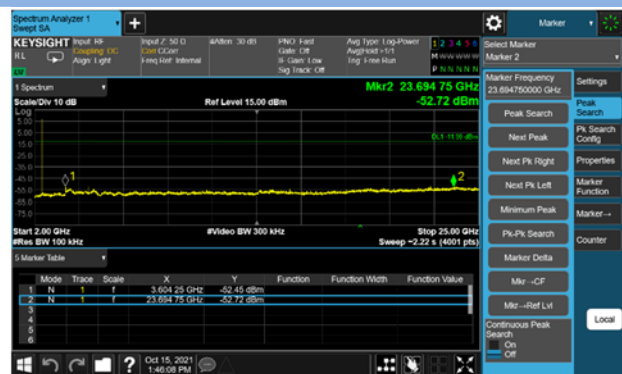 Spectrum Analyzer 1
Swept SA
Marker
KEYSIGHT
RL
Input: RF
Coupling: DC
Align: Light
Input Z: 50 Ω
Corr CCorr
Freq Ref: Internal
#Atten: 30 dB
PNO: Fast
Gate: Off
IF Gain: Low
Sig Track: Off
Avg Type: Log-Power
Avg|Hold:>1/1
Trig: Free Run
1 2 3 4 5 6
M W W W W W
P N N N N N
Select Marker
Marker 2
1 Spectrum
Scale/Div 10 dB
Ref Level 15.00 dBm
Mkr2 23.694 75 GHz
-52.72 dBm
Log
5.00
-5.00
-15.0
-25.0
-35.0
-45.0
-55.0
-65.0
-75.0
1
2
Start 2.00 GHz
#Res BW 100 kHz
#Video BW 300 kHz
Stop 25.00 GHz
Sweep ~2.22 s (4001 pts)
Marker Frequency
23.694750000 GHz
Peak Search
Next Peak
Next Pk Right
Next Pk Left
Minimum Peak
Pk-Pk Search
Marker Delta
Mkr→CF
Mkr→Ref Lvl
Continuous Peak
Search
On
Off
Settings
Peak
Search
Pk Search
Config
Properties
Marker
Function
Marker→
Counter
Local
5 Marker Table
Mode Trace Scale X Y Function Function Width Function Value
1 N 1 f 3.604 25 GHz -52.45 dBm
2 N 1 f 23.694 75 GHz -52.72 dBm
3
4
5
6
Oct 15, 2021
1:46:08 PM